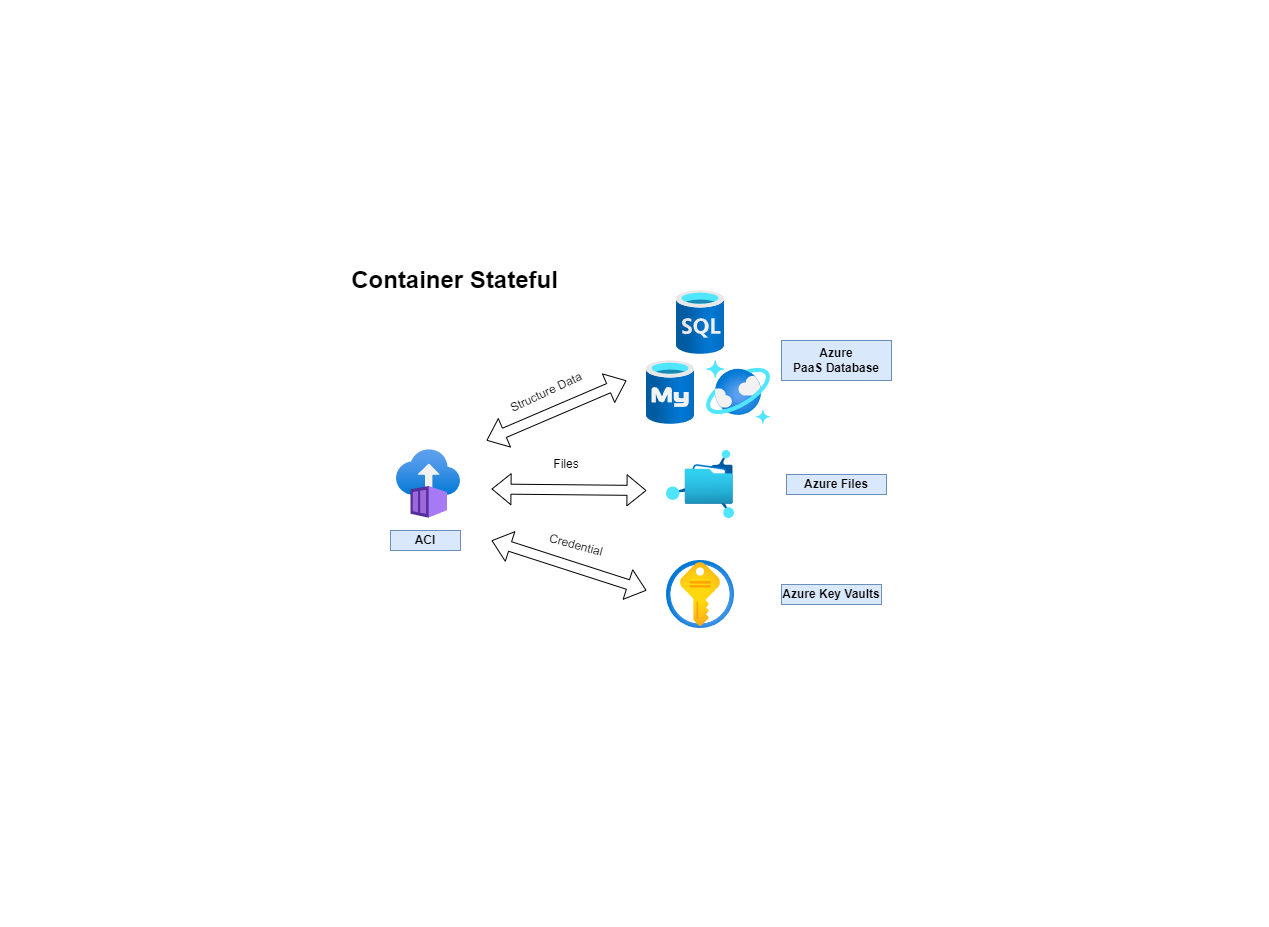 Container Stateful
SQL
Azure
PaaS Database
My
Structure Data
Files
Azure Files
ACI
Credential
Azure Key Vaults